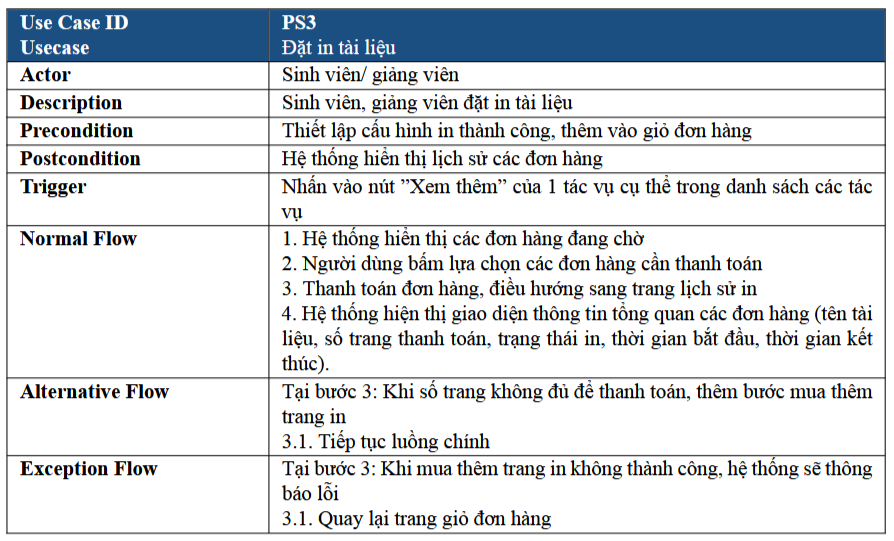 Use Case ID PS3
Usecase Đặt in tài liệu
Actor Sinh viên/ giảng viên
Description Sinh viên, giảng viên đặt in tài liệu
Precondition Thiết lập cấu hình in thành công, thêm vào giỏ đơn hàng
Postcondition Hệ thống hiển thị lịch sử các đơn hàng
Trigger Nhấn vào nút ”Xem thêm” của 1 tác vụ cụ thể trong danh sách các tác
vụ
Normal Flow 1. Hệ thống hiển thị các đơn hàng đang chờ
2. Người dùng bấm lựa chọn các đơn hàng cần thanh toán
3. Thanh toán đơn hàng, điều hướng sang trang lịch sử in
4. Hệ thống hiện thị giao diện thông tin tổng quan các đơn hàng (tên tài
liệu, số trang thanh toán, trạng thái in, thời gian bắt đầu, thời gian kết
thúc).
Alternative Flow Tại bước 3: Khi số trang không đủ để thanh toán, thêm bước mua thêm
trang in
3.1. Tiếp tục luồng chính
Exception Flow Tại bước 3: Khi mua thêm trang in không thành công, hệ thống sẽ thông
báo lỗi
3.1. Quay lại trang giỏ đơn hàng